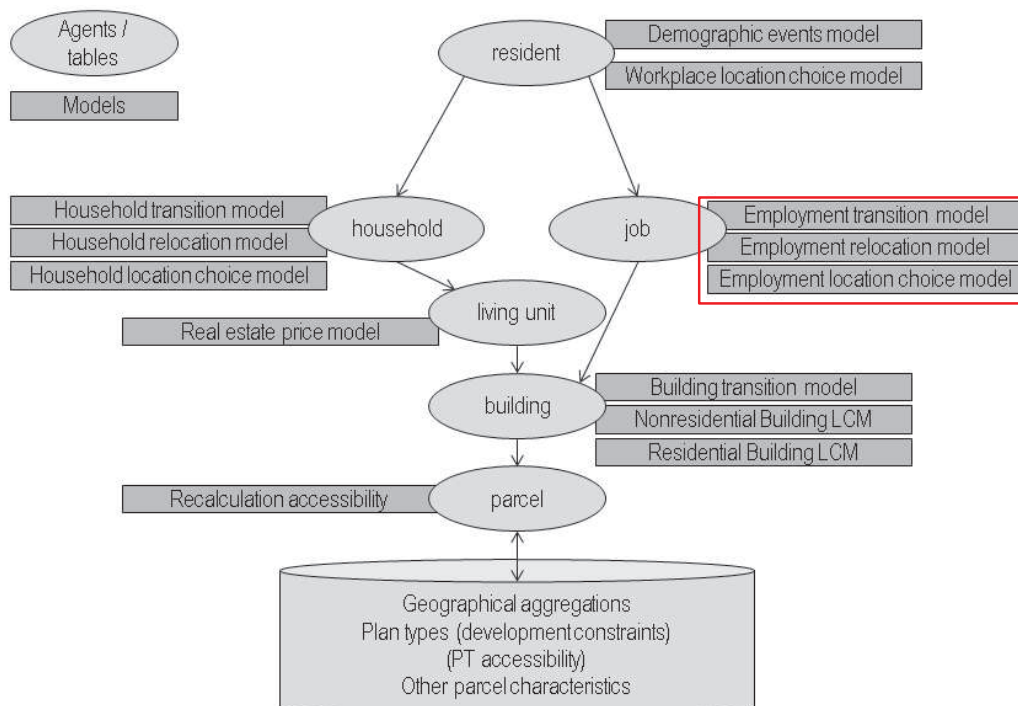 Agents /
tables
Models
resident
Demographic events model
Workplace location choice model
Household transition model
Household relocation model
Household location choice model
household
job
Employment transition model
Employment relocation model
Employment location choice model
living unit
Real estate price model
building
Building transition model
Nonresidential Building LCM
Residential Building LCM
Recalculation accessibility
parcel
Geographical aggregations
Plan types (development constraints)
(PT accessibility)
Other parcel characteristics